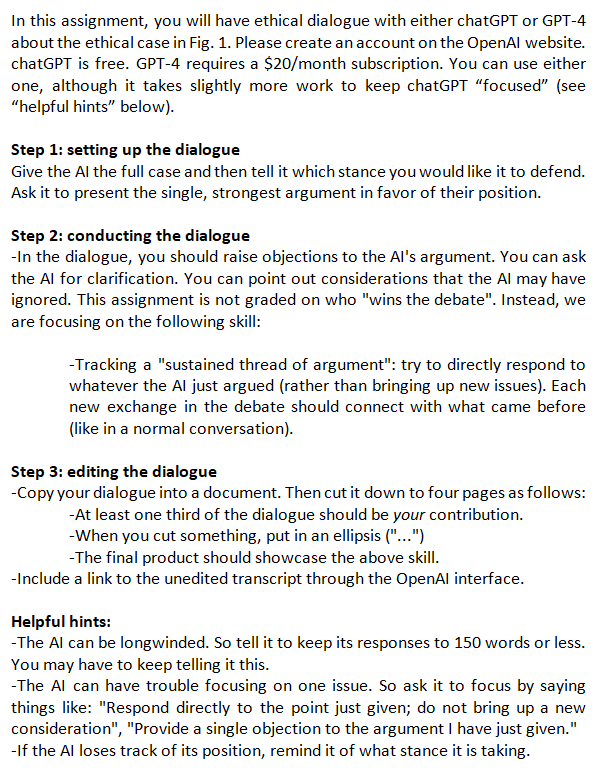 In this assignment, you will have ethical dialogue with either chatGPT or GPT-4
about the ethical case in Fig. 1. Please create an account on the OpenAI website.
chatGPT is free. GPT-4 requires a $20/month subscription. You can use either
one, although it takes slightly more work to keep chatGPT “focused” (see
“helpful hints” below).
Step 1: setting up the dialogue
Give the AI the full case and then tell it which stance you would like it to defend.
Ask it to present the single, strongest argument in favor of their position.
Step 2: conducting the dialogue
-In the dialogue, you should raise objections to the AI's argument. You can ask
the AI for clarification. You can point out considerations that the AI may have
ignored. This assignment is not graded on who "wins the debate". Instead, we
are focusing on the following skill:
-Tracking a "sustained thread of argument": try to directly respond to
whatever the AI just argued (rather than bringing up new issues). Each
new exchange in the debate should connect with what came before
(like in a normal conversation).
Step 3: editing the dialogue
-Copy your dialogue into a document. Then cut it down to four pages as follows:
-At least one third of the dialogue should be your contribution.
-When you cut something, put in an ellipsis ("...")
-The final product should showcase the above skill.
-Include a link to the unedited transcript through the OpenAI interface.
Helpful hints:
-The AI can be longwinded. So tell it to keep its responses to 150 words or less.
You may have to keep telling it this.
-The AI can have trouble focusing on one issue. So ask it to focus by saying
things like: "Respond directly to the point just given; do not bring up a new
consideration", "Provide a single objection to the argument I have just given."
-If the AI loses track of its position, remind it of what stance it is taking.